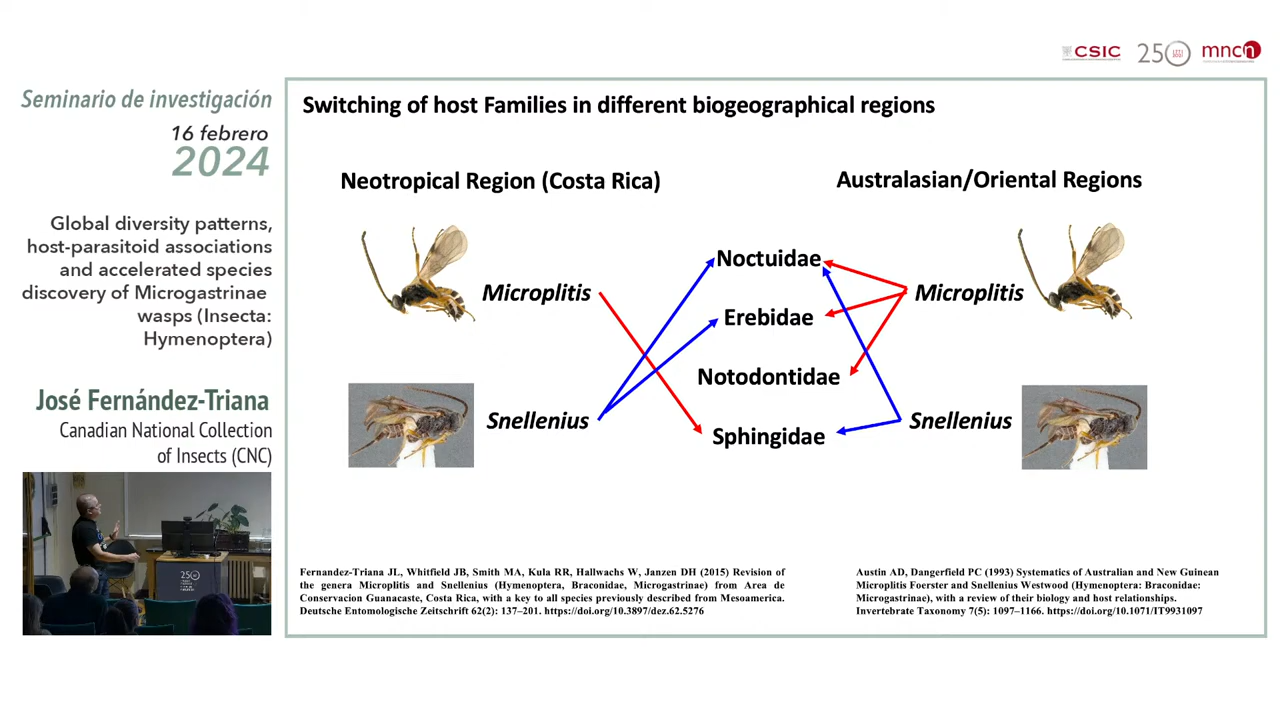 CSIC
250
mncn
Seminario de investigación
16 febrero
2024
Global diversity patterns,
host-parasitoid associations
and accelerated species
discovery of Microgastrinae
wasps (Insecta:
Hymenoptera)
José Fernández-Triana
Canadian National Collection
of Insects (CNC)
Switching of host Families in different biogeographical regions
Neotropical Region (Costa Rica)
Australasian/Oriental Regions
Microplitis
Snellenius
Noctuidae
Erebidae
Notodontidae
Sphingidae
Microplitis
Snellenius
Fernandez-Triana JL, Whitfield JB, Smith MA, Kula RR, Hallwachs W, Janzen DH (2015) Revision of
the genera Microplitis and Snellenius (Hymenoptera, Braconidae, Microgastrinae) from Area de
Conservacion Guanacaste, Costa Rica, with a key to all species previously described from Mesoamerica.
Deutsche Entomologische Zeitschrift 62(2): 137–201. https://doi.org/10.3897/dez.62.5276
Austin AD, Dangerfield PC (1993) Systematics of Australian and New Guinean
Microplitis Foerster and Snellenius Westwood (Hymenoptera: Braconidae:
Microgastrinae), with a review of their biology and host relationships.
Invertebrate Taxonomy 7(5): 1097–1166. https://doi.org/10.1071/IT9931097
250